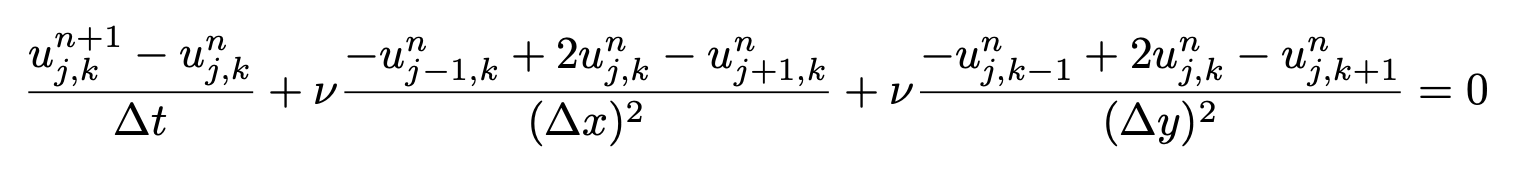 \frac{u_{j,k}^{n+1} - u_{j,k}^{n}}{\Delta t} + \nu \frac{-u_{j-1,k}^{n} + 2u_{j,k}^{n} - u_{j+1,k}^{n}}{(\Delta x)^2} + \nu \frac{-u_{j,k-1}^{n} + 2u_{j,k}^{n} - u_{j,k+1}^{n}}{(\Delta y)^2} = 0